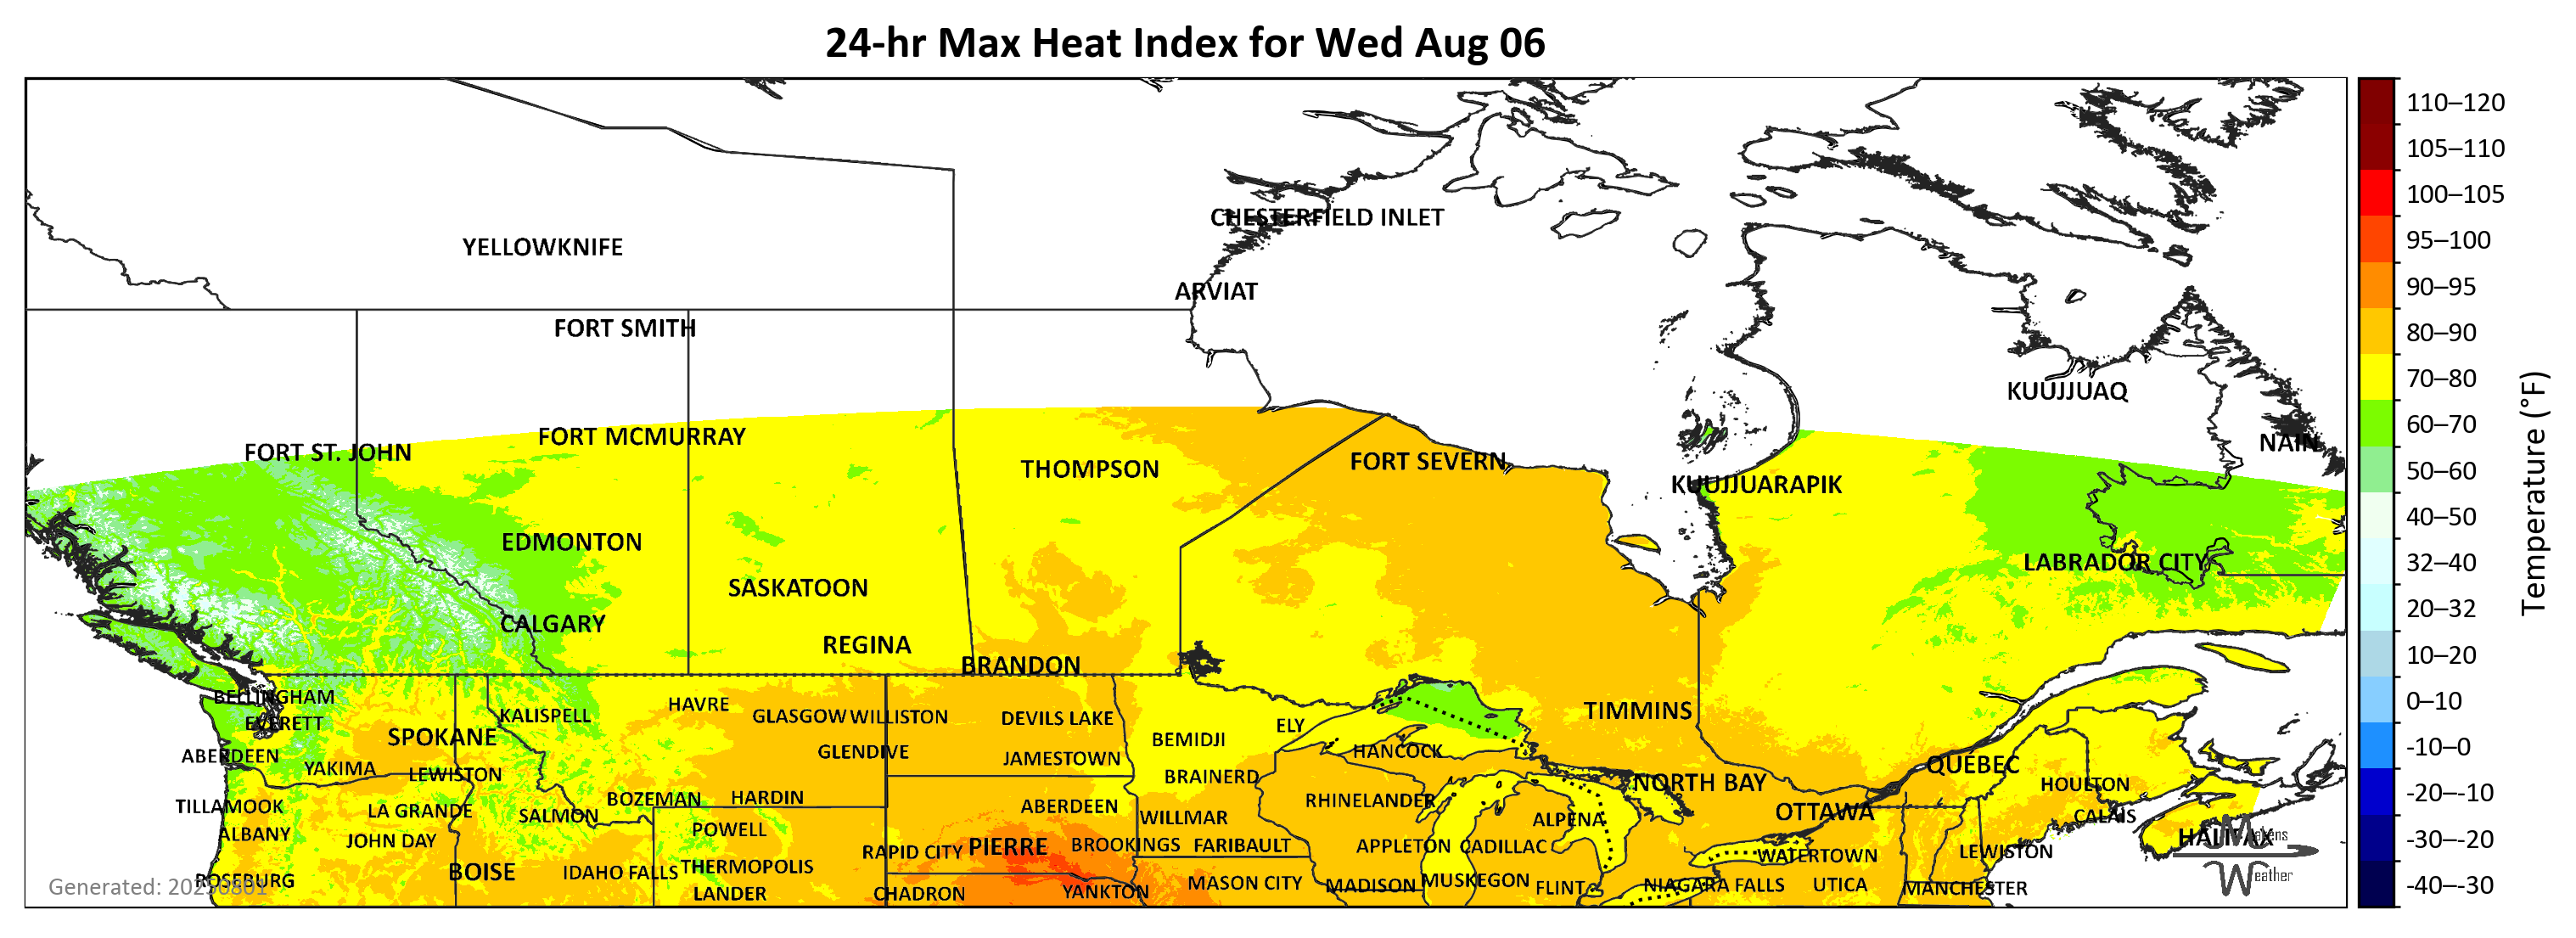 24-hr Max Heat Index for Wed Aug 06
110–120
105–110
CHESTERFIELD INLET
100–105
YELLOWKNIFE
95–100
ARVIAT
90–95
FORT SMITH
80–90
KUUJJUAQ
70–80
FORT MCMURRAY
60–70
FORT ST. JOHN
NAIN
THOMPSON
FORT SEVERN
50–60
KUUJJUARAPIK
40–50
EDMONTON
LABRADOR CITY
32–40
SASKATOON
20–32
CALGARY
REGINA
10–20
BRANDON
BELLINGHAM
HAVRE
0–10
EVERETT
KALISPELL
GLASGOW
WILLISTON
DEVILS LAKE
TIMMINS
SPOKANE
ELY
BEMIDJI
-10–0
ABERDEEN
GLENDIVE
JAMESTOWN
HANCOCK
YAKIMA
LEWISTON
BRAINERD
QUÉBEC
NORTH BAY
HOULTON
-20–-10
TILLAMOOK
LA GRANDE
SALMON
BOZEMAN
HARDIN
ABERDEEN
WILLMAR
RHINELANDER
ALPENA
OTTAWA
CALAIS
ALBANY
JOHN DAY
POWELL
PIERRE
BROOKINGS
FARIBAULT
APPLETON
CADILLAC
HALIFAX
Makens
-30–-20
BOISE
IDAHO FALLS
THERMOPOLIS
RAPID CITY
WATERTOWN
LEWISTON
Weather
ROSEBURG
LANDER
CHADRON
YANKTON
MASON CITY
MADISON
MUSKEGON
FLINT
NIAGARA FALLS
UTICA
MANCHESTER
-40–-30
Generated: 20250801
Temperature (°F)